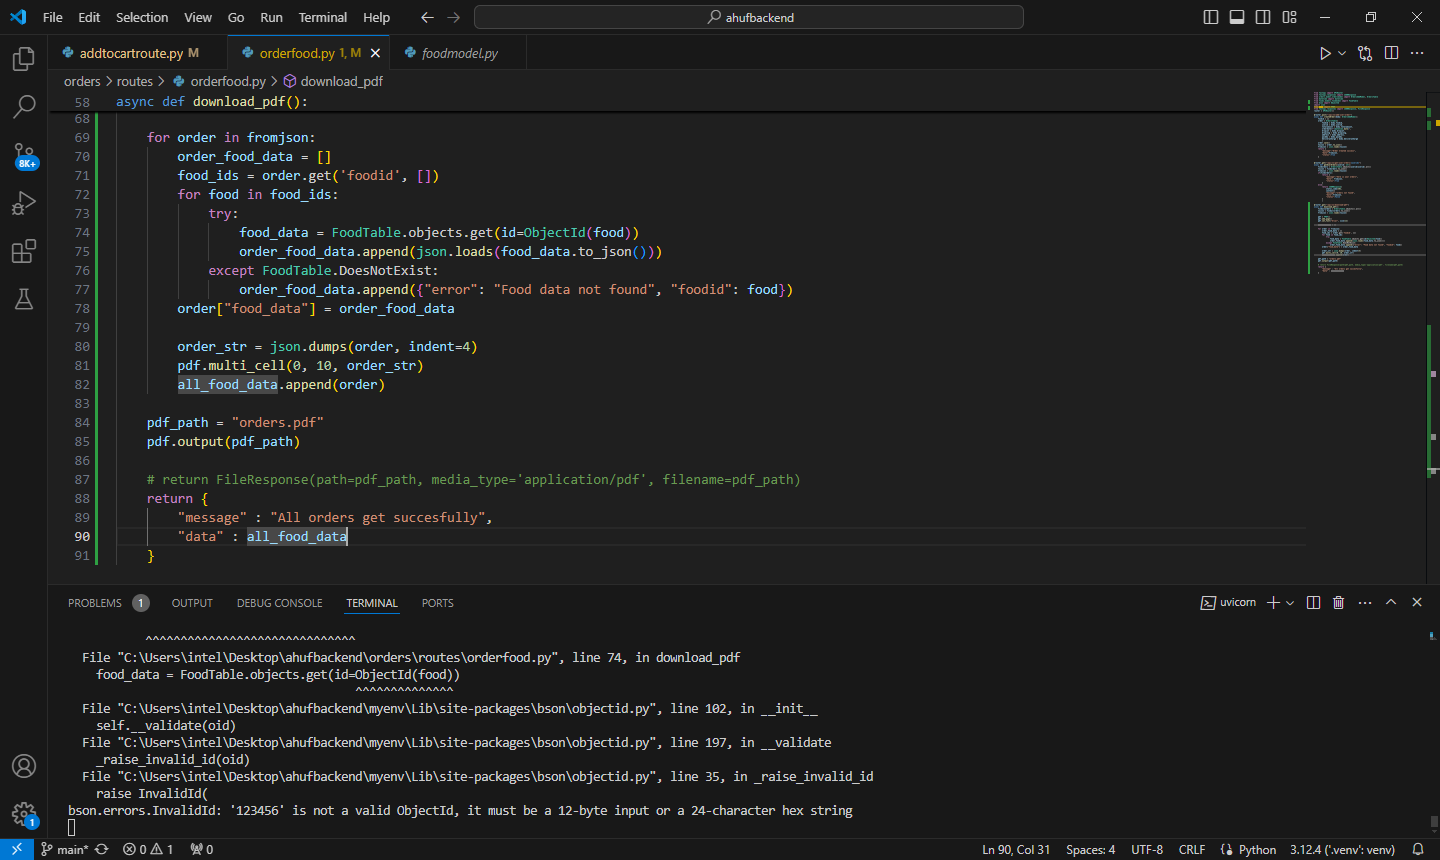 File Edit Selection View Go Run Terminal Help ahufbackend
addtocartroute.py M orderfood.py 1, M foodmodel.py
orders > routes > orderfood.py > download_pdf
58 async def download_pdf():
68
69 for order in fromjson:
70 order_food_data = []
71 food_ids = order.get('foodid', [])
72 for food in food_ids:
73 try:
74 food_data = FoodTable.objects.get(id=ObjectId(food))
75 order_food_data.append(json.loads(food_data.to_json()))
76 except FoodTable.DoesNotExist:
77 order_food_data.append({"error": "Food data not found", "foodid": food})
78 order["food_data"] = order_food_data
79
80 order_str = json.dumps(order, indent=4)
81 pdf.multi_cell(0, 10, order_str)
82 all_food_data.append(order)
83
84 pdf_path = "orders.pdf"
85 pdf.output(pdf_path)
86
87 # return FileResponse(path=pdf_path, media_type='application/pdf', filename=pdf_path)
88 return {
89 "message" : "All orders get succesfully",
90 "data" : all_food_data
91 }
PROBLEMS 1 OUTPUT DEBUG CONSOLE TERMINAL PORTS uvicorn
^^^^^^^^^^^^^^^^^^^^^^^^^^^^^^
File "C:\Users\intel\Desktop\ahufbackend\orders\routes\orderfood.py", line 74, in download_pdf
food_data = FoodTable.objects.get(id=ObjectId(food))
^^^^^^^^^^^^^^
File "C:\Users\intel\Desktop\ahufbackend\myenv\Lib\site-packages\bson\objectid.py", line 102, in __init__
self.__validate(oid)
File "C:\Users\intel\Desktop\ahufbackend\myenv\Lib\site-packages\bson\objectid.py", line 197, in __validate
_raise_invalid_id(oid)
File "C:\Users\intel\Desktop\ahufbackend\myenv\Lib\site-packages\bson\objectid.py", line 35, in _raise_invalid_id
raise InvalidId(
bson.errors.InvalidId: '123456' is not a valid ObjectId, it must be a 12-byte input or a 24-character hex string
8K+
1
main* 0 1 0 Ln 90, Col 31 Spaces: 4 UTF-8 CRLF Python 3.12.4 ('.venv': venv)